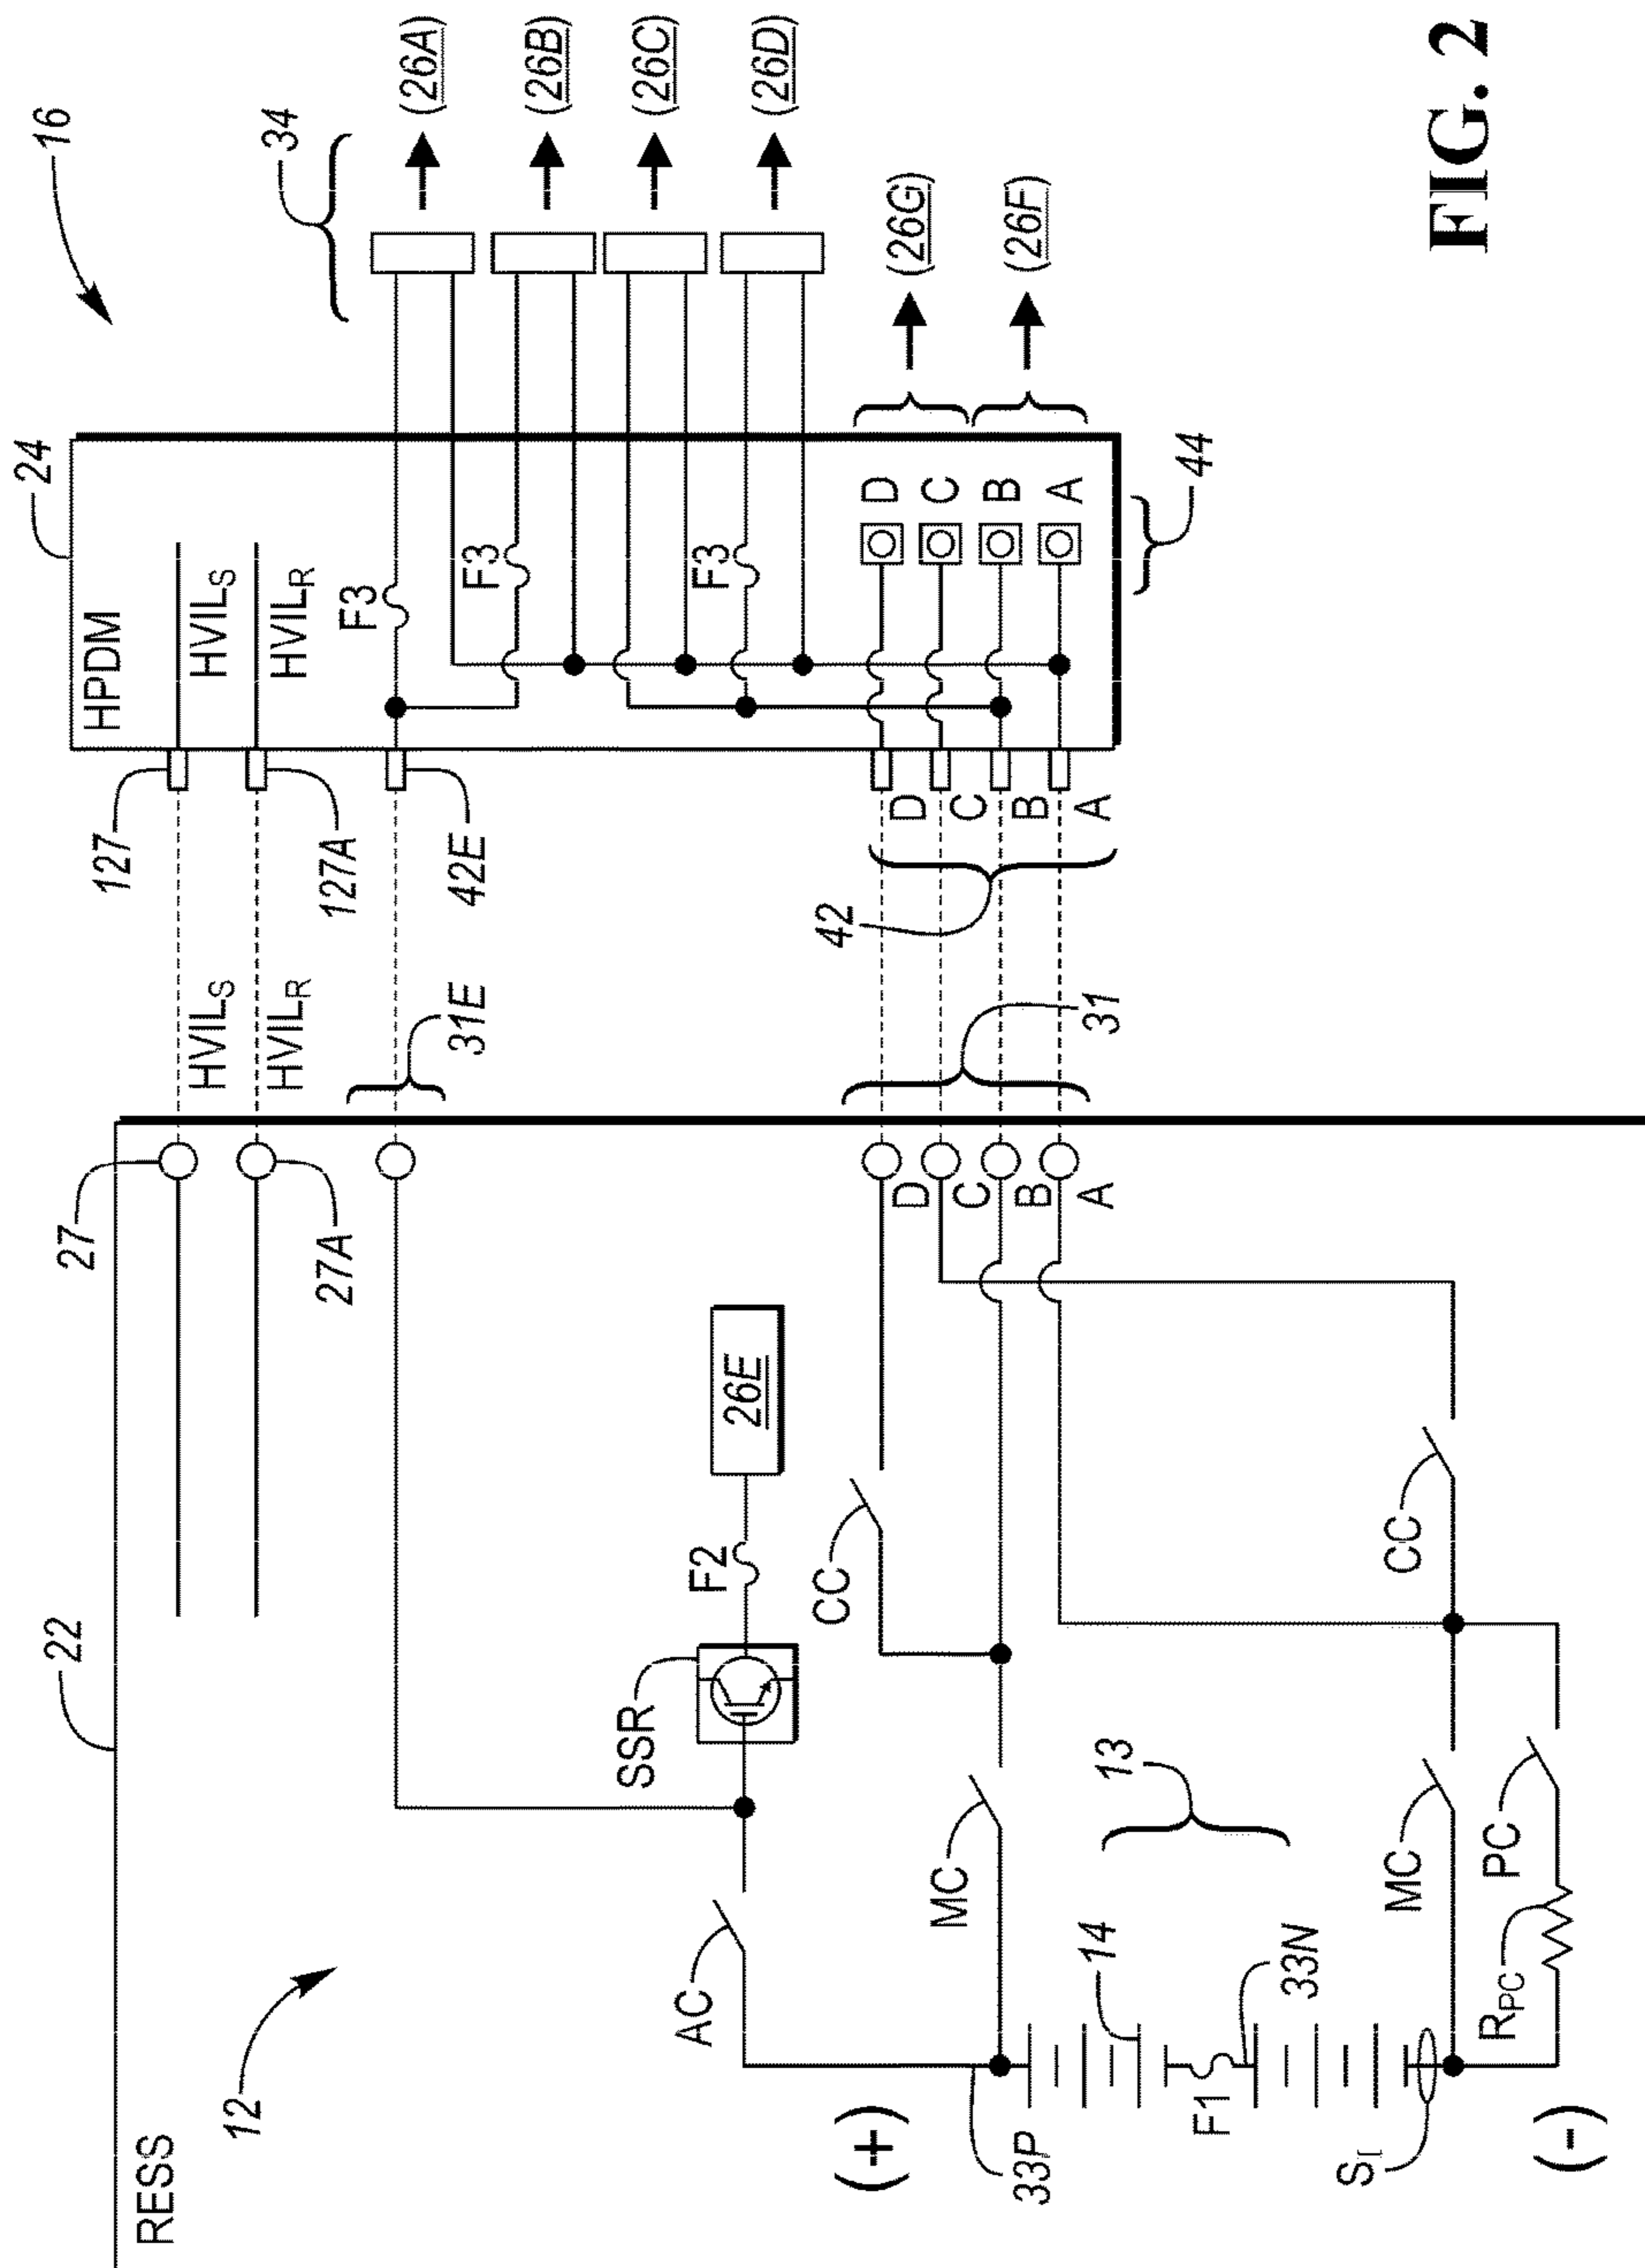 16
24
22
34
HPDM
127
27
RESS
12
HVILS
HVILS
(26A)
127A
27A
HVILR
HVILR
F3
31E
42E
(26B)
F3
(26C)
SSR
F2
26E
AC
F3
(26D)
CC
42
D
D
D
(26G)
C
C
C
(+)
MC
B
B
B
(26F)
33P
A
A
A
31
44
14
13
F1
33N
SI
MC
CC
RPC
PC
(-)
FIG. 2